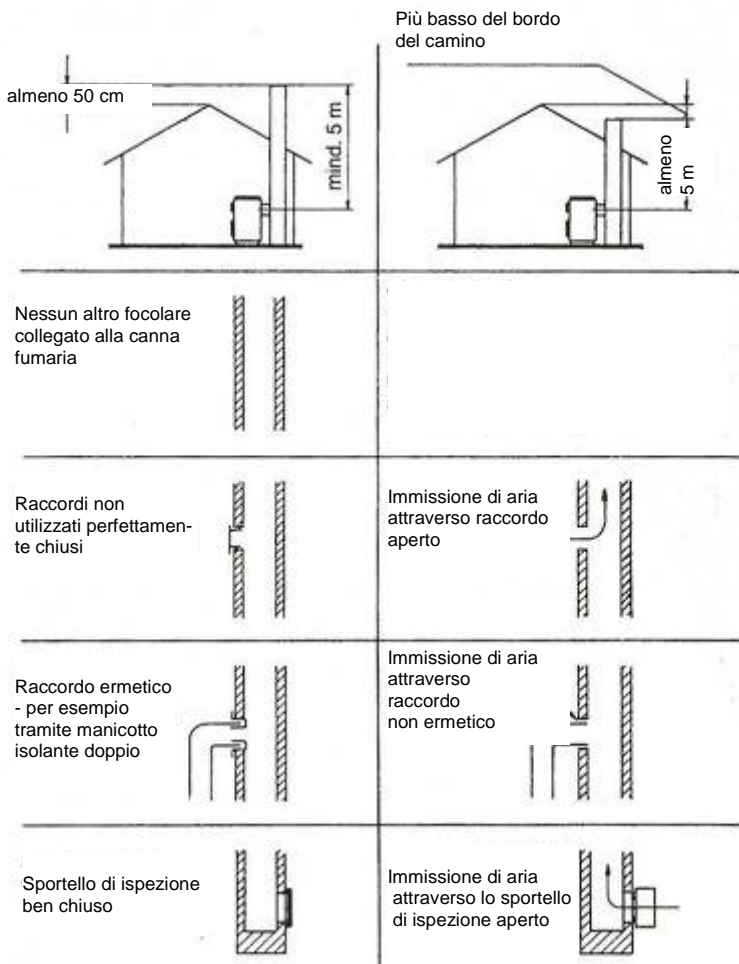 Più basso del bordo
del camino
almeno 50 cm
mind. 5 m
almeno
5 m
Nessun altro focolare
collegato alla canna
fumaria
Raccordi non
utilizzati perfettamen-
te chiusi
Immissione di aria
attraverso raccordo
aperto
Raccordo ermetico
- per esempio
tramite manicotto
isolante doppio
Immissione di aria
attraverso
raccordo
non ermetico
Sportello di ispezione
ben chiuso
Immissione di aria
attraverso lo sportello
di ispezione aperto